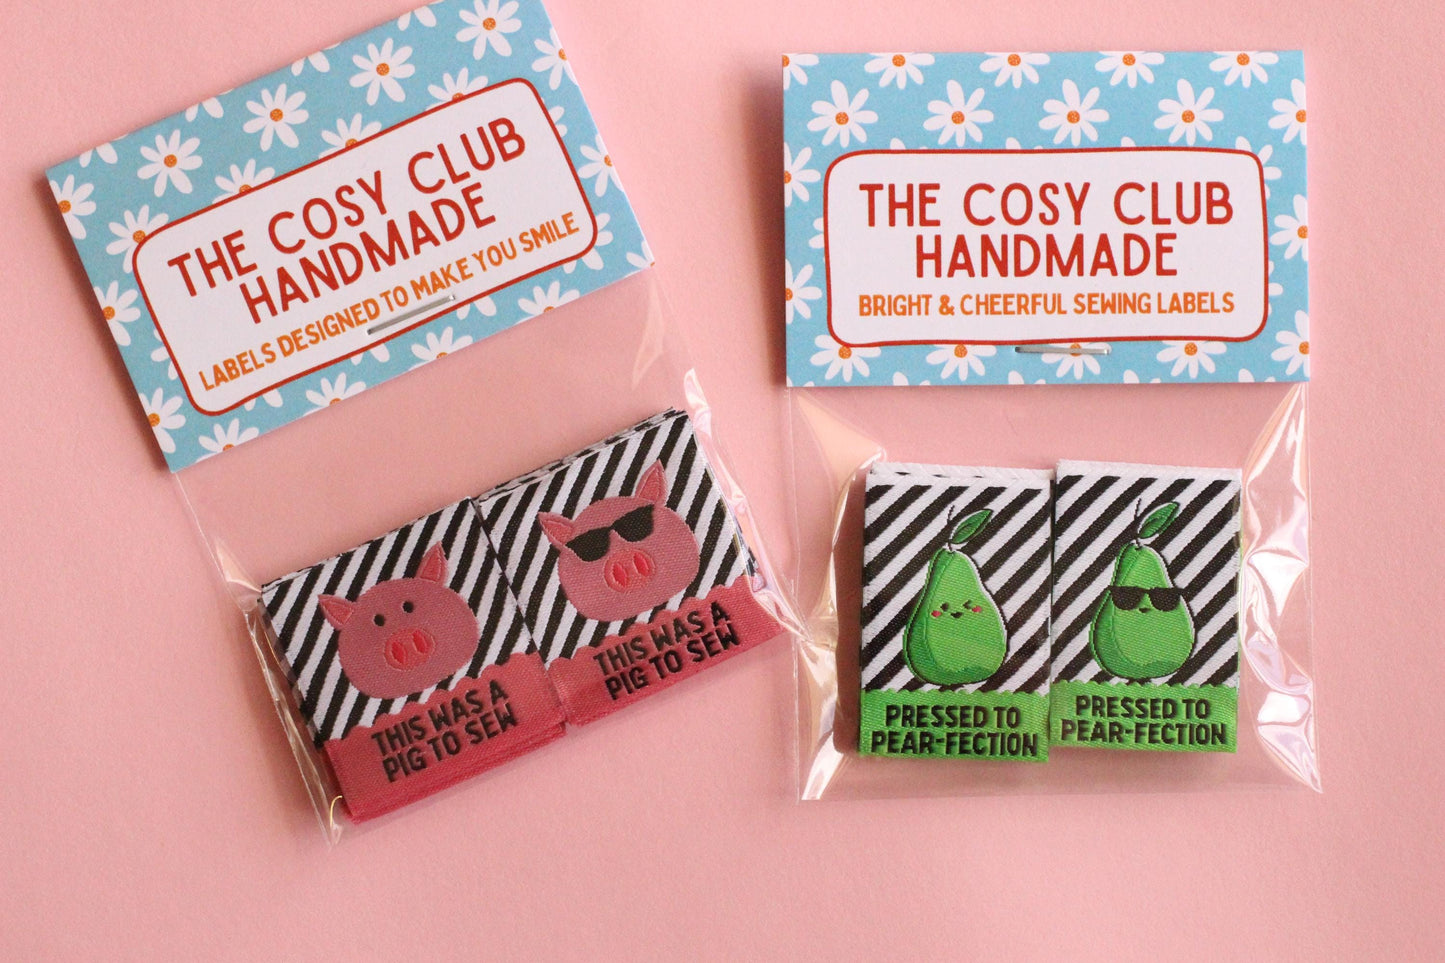 THE COSY CLUB
HANDMADE
LABELS DESIGNED TO MAKE YOU SMILE
THIS WAS A
PIG TO SEW
THIS WAS A
PIG TO SEW
THE COSY CLUB
HANDMADE
BRIGHT & CHEERFUL SEWING LABELS
PRESSED TO
PEAR-FECTION
PRESSED TO
PEAR-FECTION